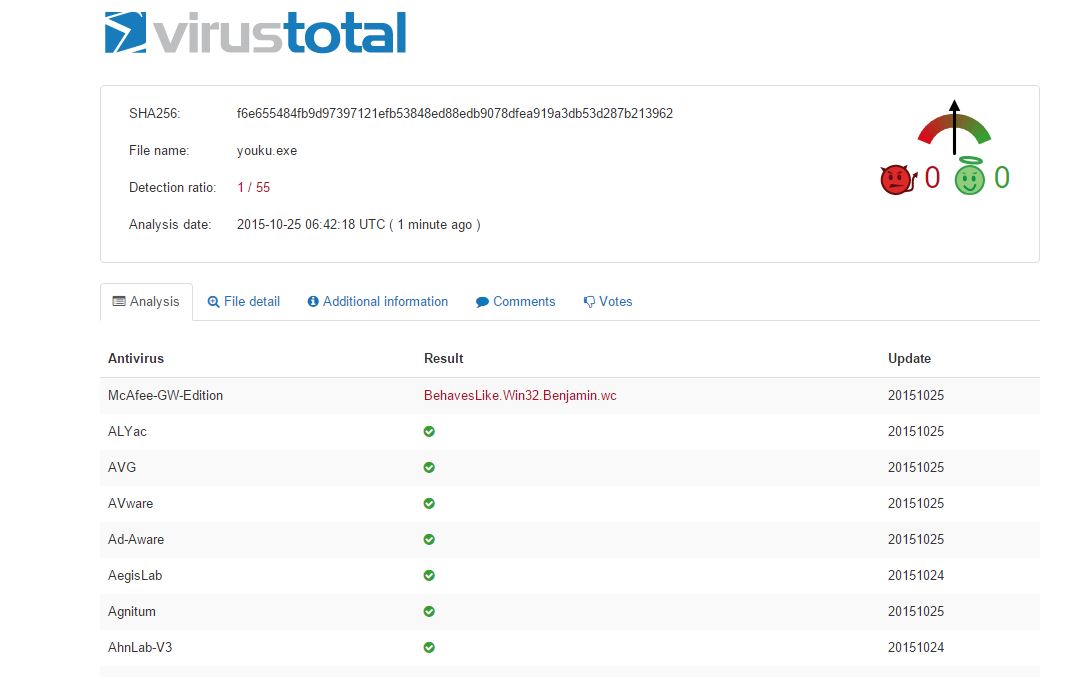 virustotal
SHA256: f6e655484fb9d97397121efb53848ed88edb9078dfea919a3db53d287b213962
File name: youku.exe
Detection ratio: 1 / 55
Analysis date: 2015-10-25 06:42:18 UTC ( 1 minute ago )
0 0
Analysis File detail Additional information Comments Votes
Antivirus Result Update
McAfee-GW-Edition BehavesLike.Win32.Benjamin.wc 20151025
ALYac 20151025
AVG 20151025
AVware 20151025
Ad-Aware 20151025
AegisLab 20151024
Agnitum 20151025
AhnLab-V3 20151024